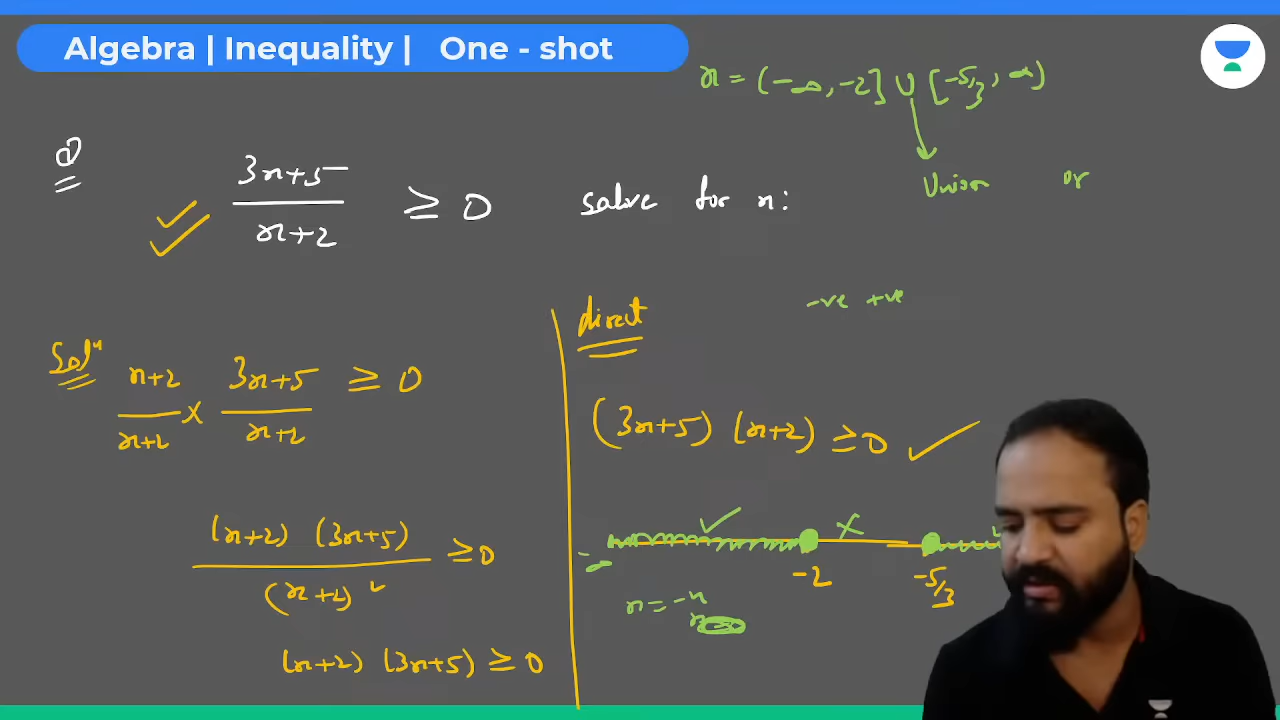 Algebra | Inequality | One - shot
x = (-∞, -2] ∪ [-5/3, ∞)
Union or
Q
(3x+5)/(x+2) ≥ 0 solve for x:
-ve +ve
Solⁿ
(x+2)/(x+2) × (3x+5)/(x+2) ≥ 0
(x+2) (3x+5)/(x+2)² ≥ 0
(x+2) (3x+5) ≥ 0
direct
(3x+5) (x+2) ≥ 0
-∞ -2 -5/3